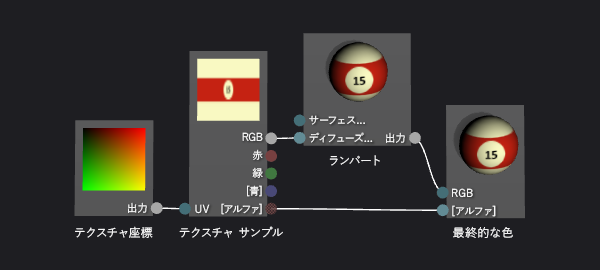 出力
テクスチャ座標
RGB
赤
緑
[青]
UV [アルファ]
テクスチャ サンプル
15
サーフェス...
ディフューズ... 出力
ランバート
15
RGB
[アルファ]
最終的な色